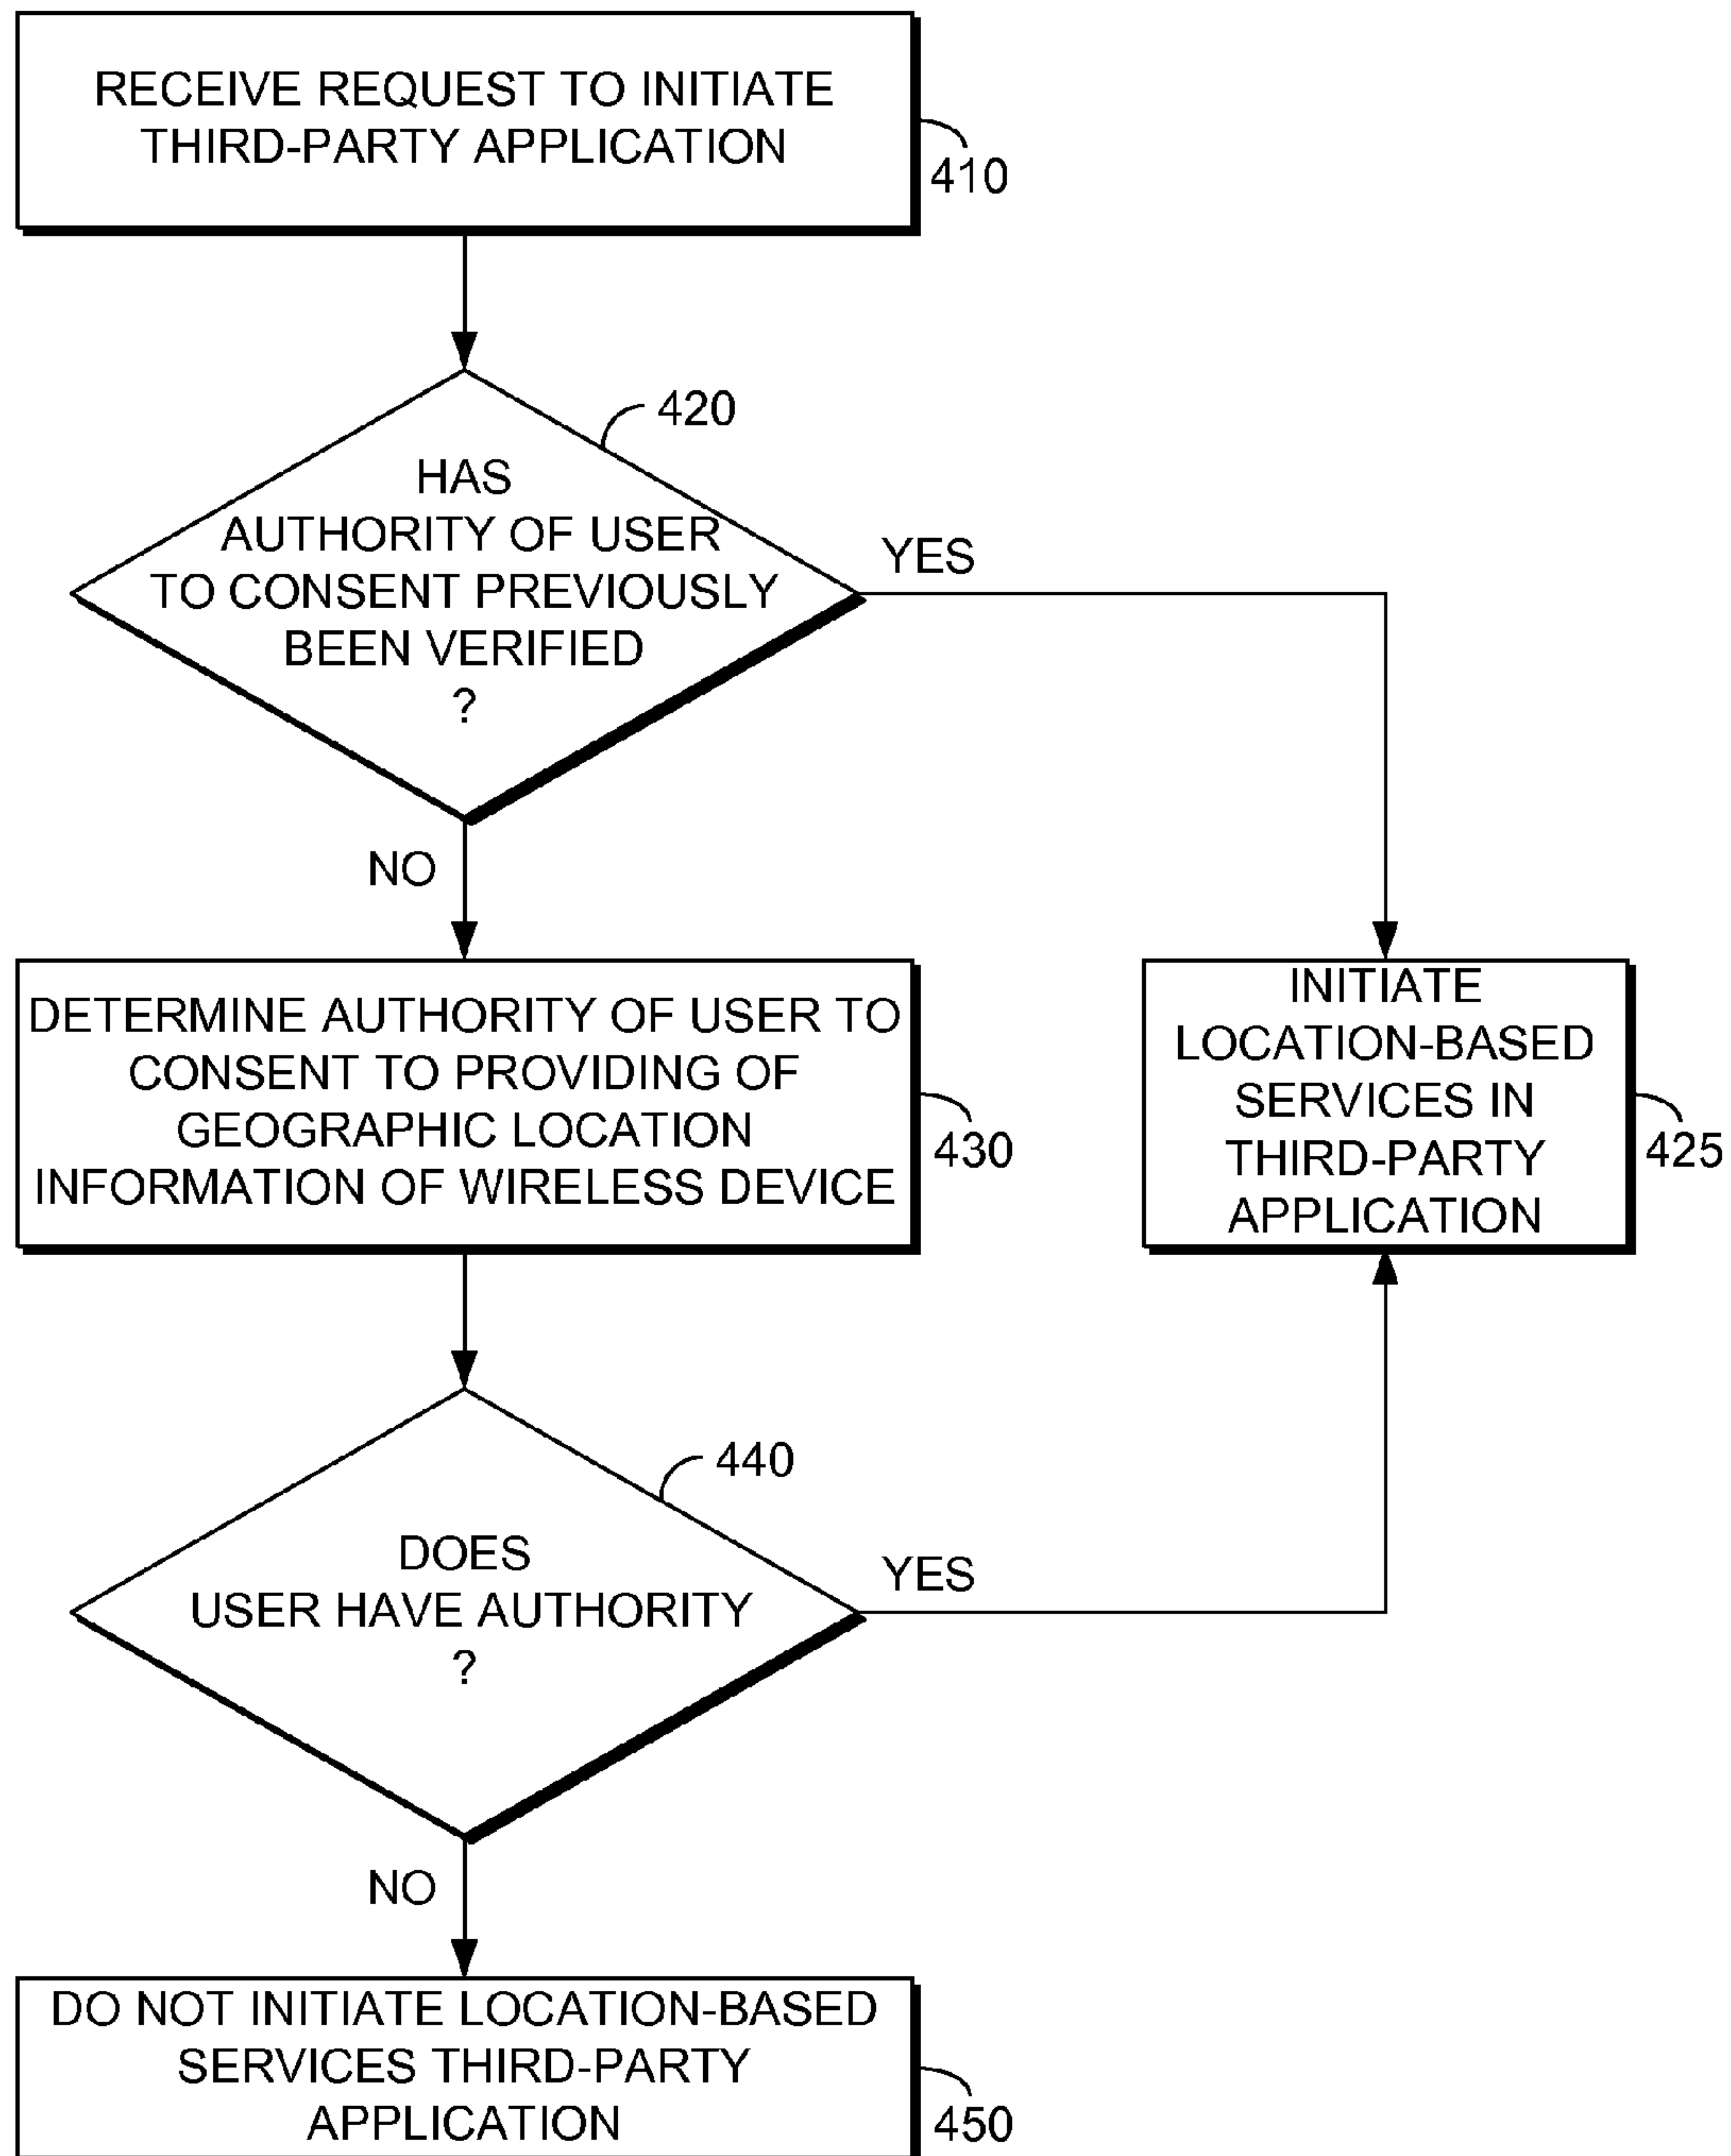 RECEIVE REQUEST TO INITIATE
THIRD-PARTY APPLICATION
410
420
HAS
AUTHORITY OF USER
TO CONSENT PREVIOUSLY
BEEN VERIFIED
?
YES
NO
DETERMINE AUTHORITY OF USER TO
CONSENT TO PROVIDING OF
GEOGRAPHIC LOCATION
INFORMATION OF WIRELESS DEVICE
430
INITIATE
LOCATION-BASED
SERVICES IN
THIRD-PARTY
APPLICATION
425
440
DOES
USER HAVE AUTHORITY
?
YES
NO
DO NOT INITIATE LOCATION-BASED
SERVICES THIRD-PARTY
APPLICATION
450